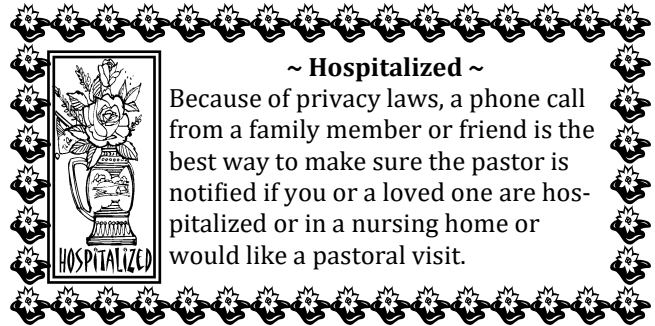 ~ Hospitalized ~
Because of privacy laws, a phone call
from a family member or friend is the
best way to make sure the pastor is
notified if you or a loved one are hos-
pitalized or in a nursing home or
would like a pastoral visit.
HOSPITALIZED